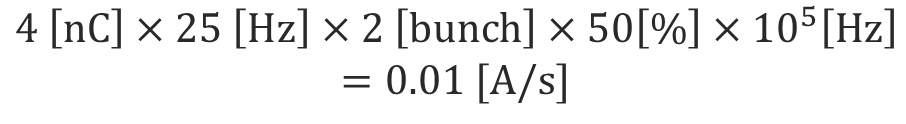 4 [nC] × 25 [Hz] × 2 [bunch] × 50[%] × 10⁵[Hz]
= 0.01 [A/s]